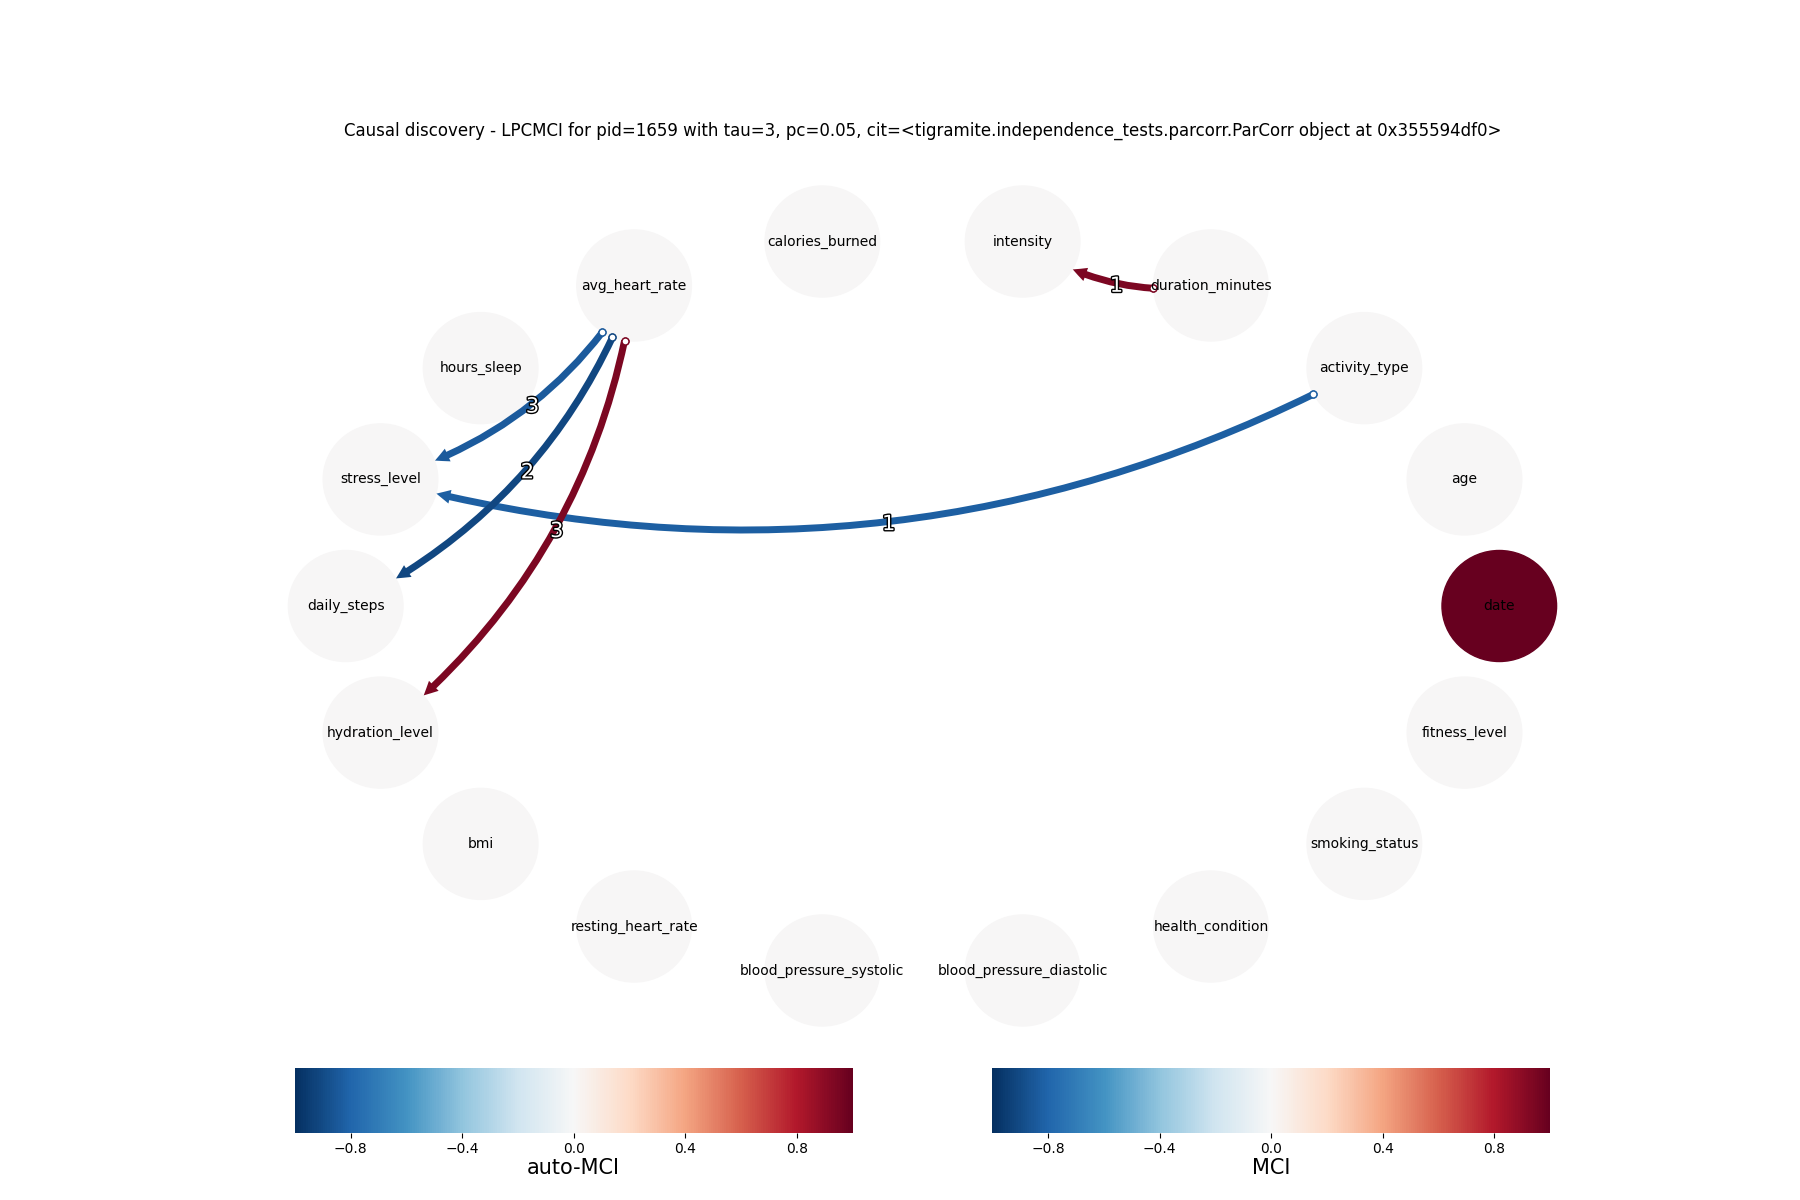 Causal discovery - LPCMCI for pid=1659 with tau=3, pc=0.05, cit=<tigramite.independence_tests.parcorr.ParCorr object at 0x355594df0>
calories_burned
intensity
avg_heart_rate
1
duration_minutes
hours_sleep
activity_type
3
stress_level
2
age
3
1
daily_steps
date
hydration_level
fitness_level
bmi
smoking_status
resting_heart_rate
health_condition
blood_pressure_systolic
blood_pressure_diastolic
−0.8 −0.4 0.0 0.4 0.8
auto-MCI
−0.8 −0.4 0.0 0.4 0.8
MCI